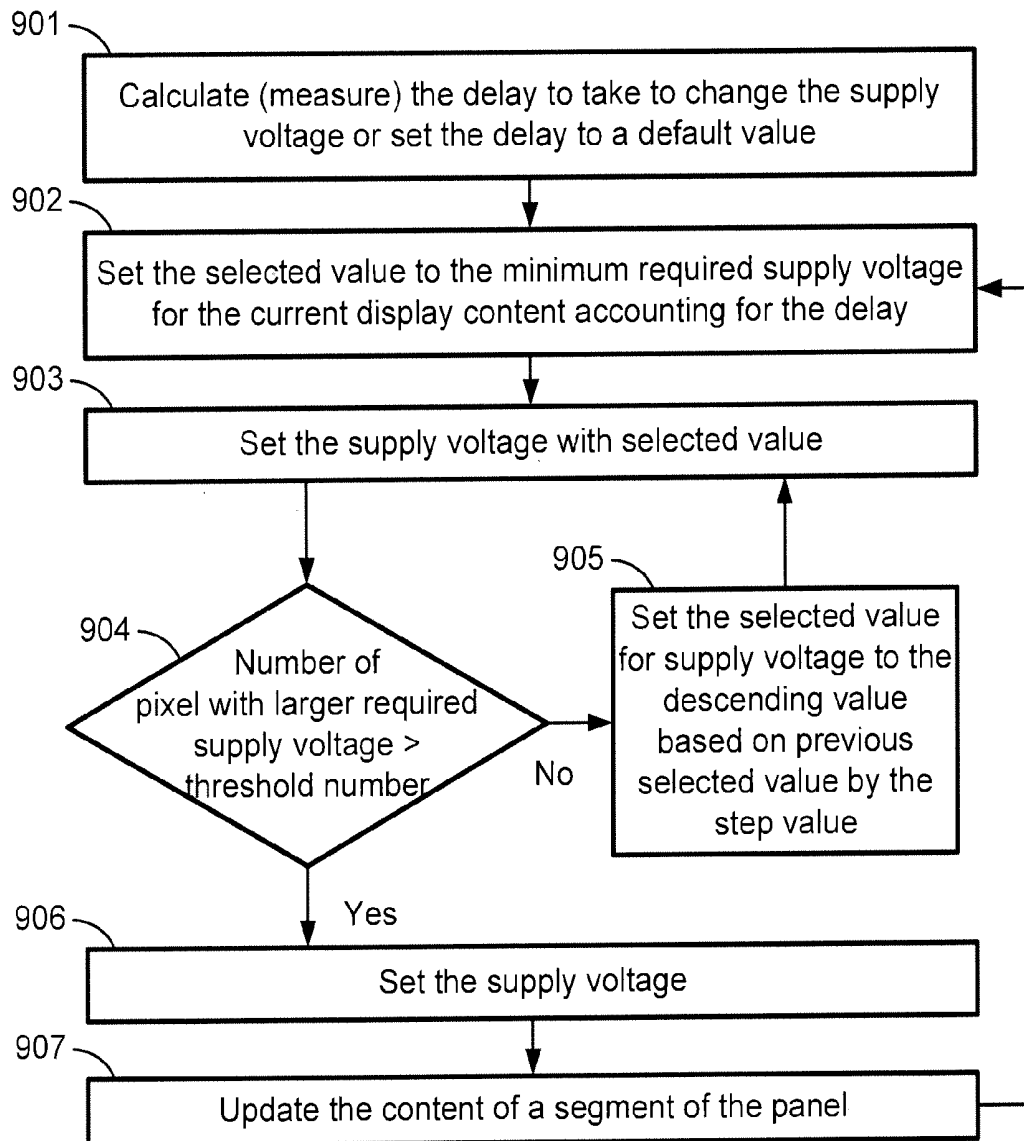 901
Calculate (measure) the delay to take to change the supply
voltage or set the delay to a default value
902
Set the selected value to the minimum required supply voltage
for the current display content accounting for the delay
903
Set the supply voltage with selected value
904
Number of
pixel with larger required
supply voltage >
threshold number
No
905
Set the selected value
for supply voltage to the
descending value
based on previous
selected value by the
step value
Yes
906
Set the supply voltage
907
Update the content of a segment of the panel